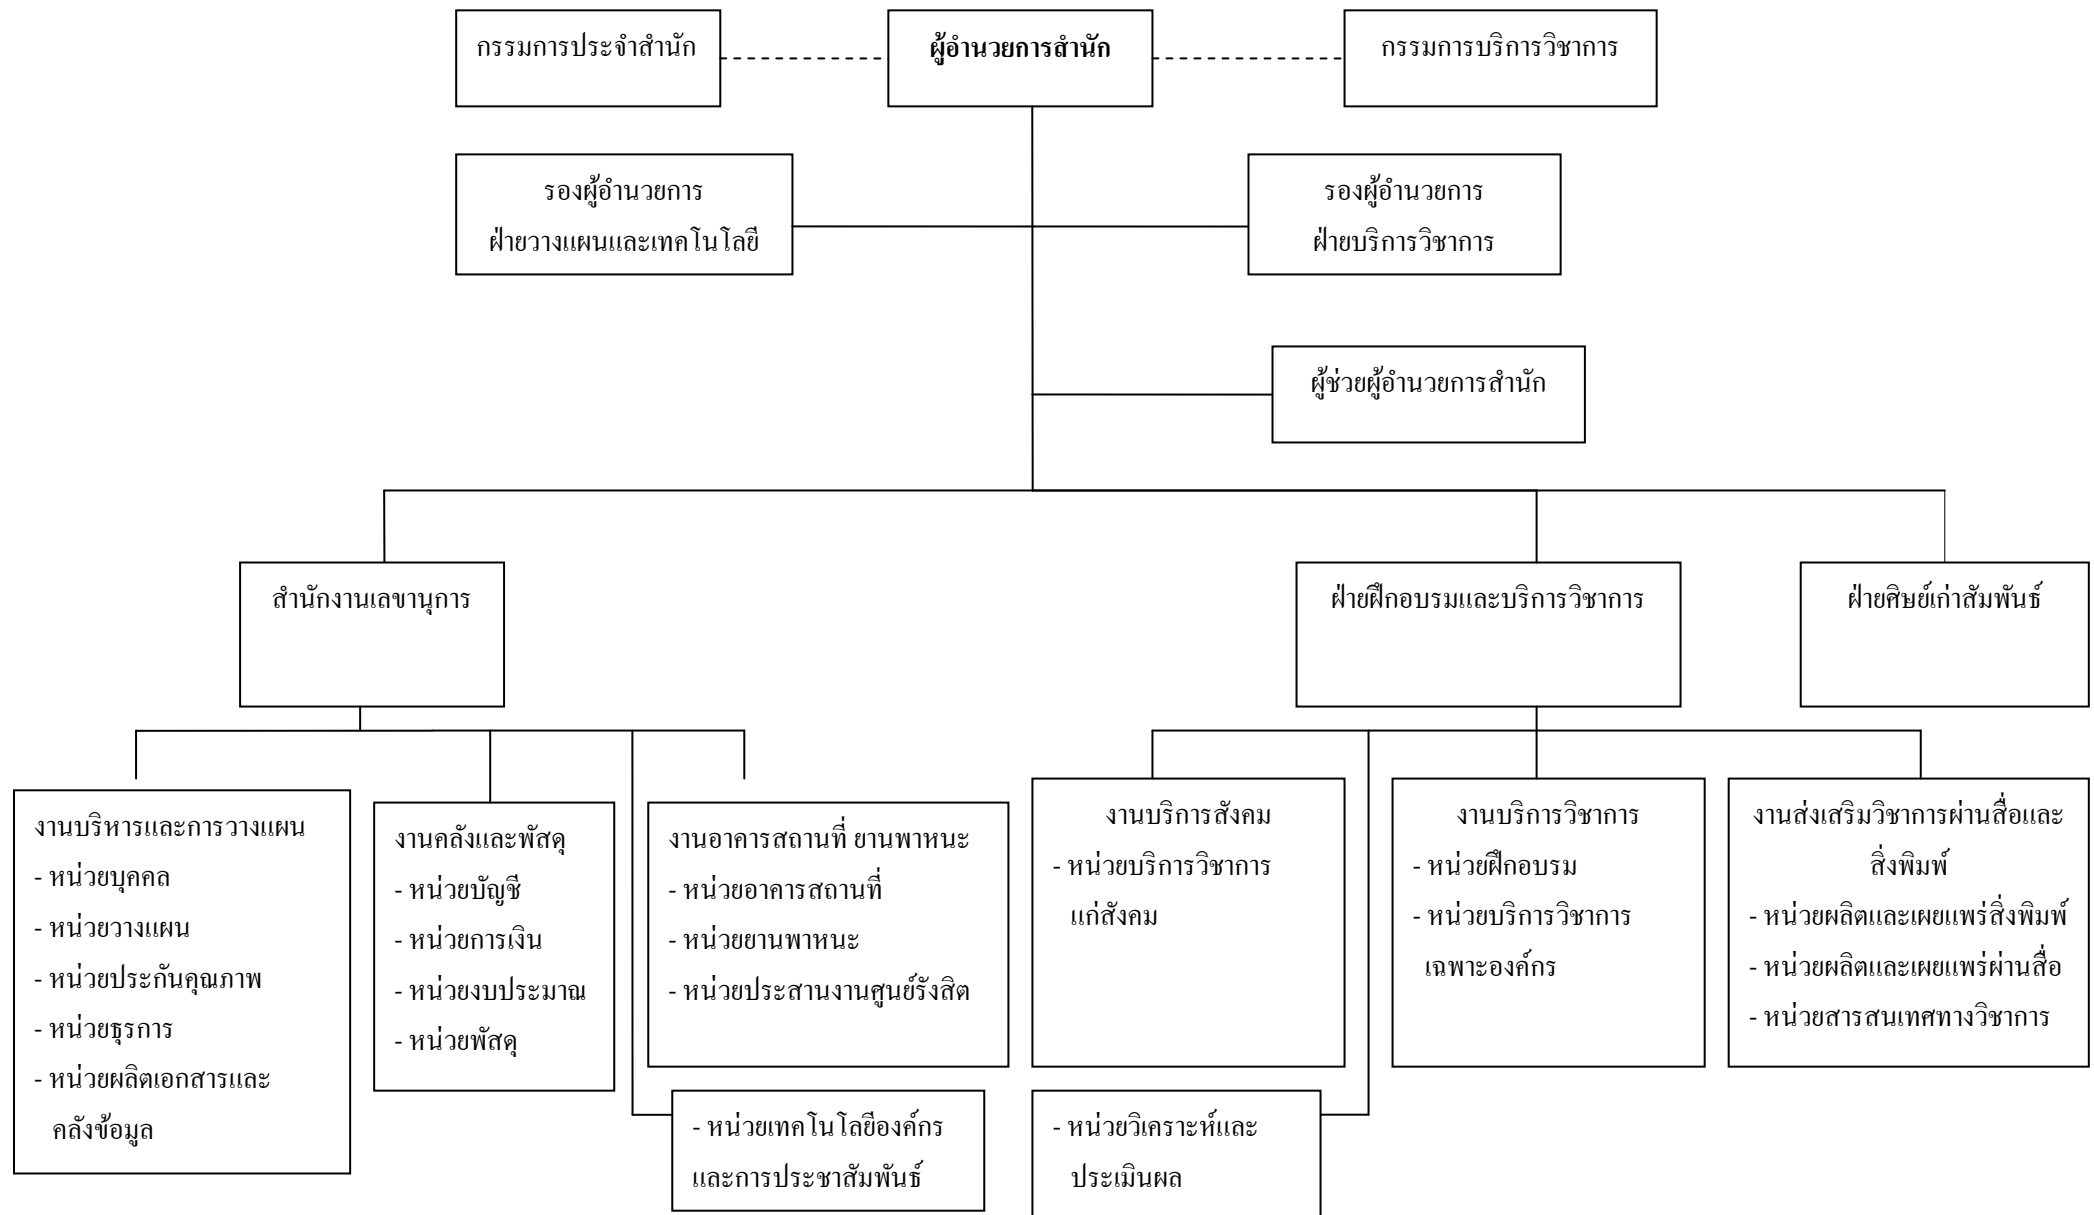 กรรมการประจำสำนัก
ผู้อำนวยการสำนัก
กรรมการบริการวิชาการ
รองผู้อำนวยการ
ฝ่ายวางแผนและเทคโนโลยี
รองผู้อำนวยการ
ฝ่ายบริการวิชาการ
ผู้ช่วยผู้อำนวยการสำนัก
สำนักงานเลขานุการ
ฝ่ายฝึกอบรมและบริการวิชาการ
ฝ่ายศิษย์เก่าสัมพันธ์
งานบริหารและการวางแผน
- หน่วยบุคคล
- หน่วยวางแผน
- หน่วยประกันคุณภาพ
- หน่วยธุรการ
- หน่วยผลิตเอกสารและ
คลังข้อมูล
งานคลังและพัสดุ
- หน่วยบัญชี
- หน่วยการเงิน
- หน่วยงบประมาณ
- หน่วยพัสดุ
งานอาคารสถานที่ ยานพาหนะ
- หน่วยอาคารสถานที่
- หน่วยยานพาหนะ
- หน่วยประสานงานศูนย์รังสิต
- หน่วยเทคโนโลยีองค์กร
และการประชาสัมพันธ์
งานบริการสังคม
- หน่วยบริการวิชาการ
แก่สังคม
- หน่วยวิเคราะห์และ
ประเมินผล
งานบริการวิชาการ
- หน่วยฝึกอบรม
- หน่วยบริการวิชาการ
เฉพาะองค์กร
งานส่งเสริมวิชาการผ่านสื่อและ
สิ่งพิมพ์
- หน่วยผลิตและเผยแพร่สิ่งพิมพ์
- หน่วยผลิตและเผยแพร่ผ่านสื่อ
- หน่วยสารสนเทศทางวิชาการ